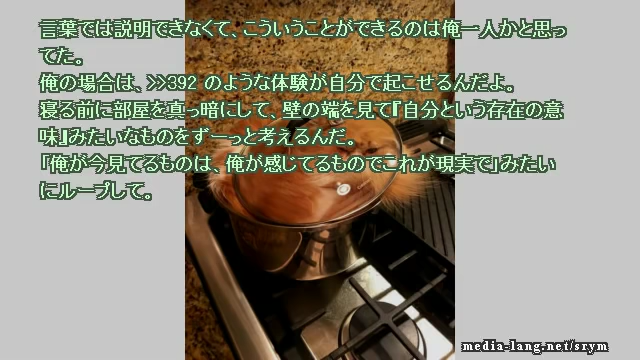 言葉では説明できなくて、こういうことができるのは俺一人かと思っ
てた。
俺の場合は、>>392 のような体験が自分で起こせるんだよ。
寝る前に部屋を真っ暗にして、壁の端を見て『自分という存在の意
味』みたいなものをずーっと考えるんだ。
「俺が今見てるものは、俺が感じてるものでこれが現実で」みたい
にループして。
media-lang.net/srym